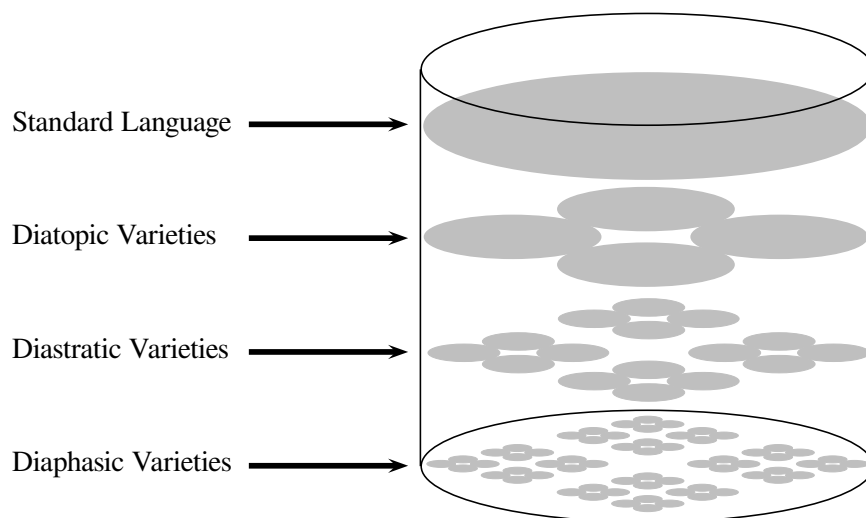 Standard Language
Diatopic Varieties
Diastratic Varieties
Diaphasic Varieties